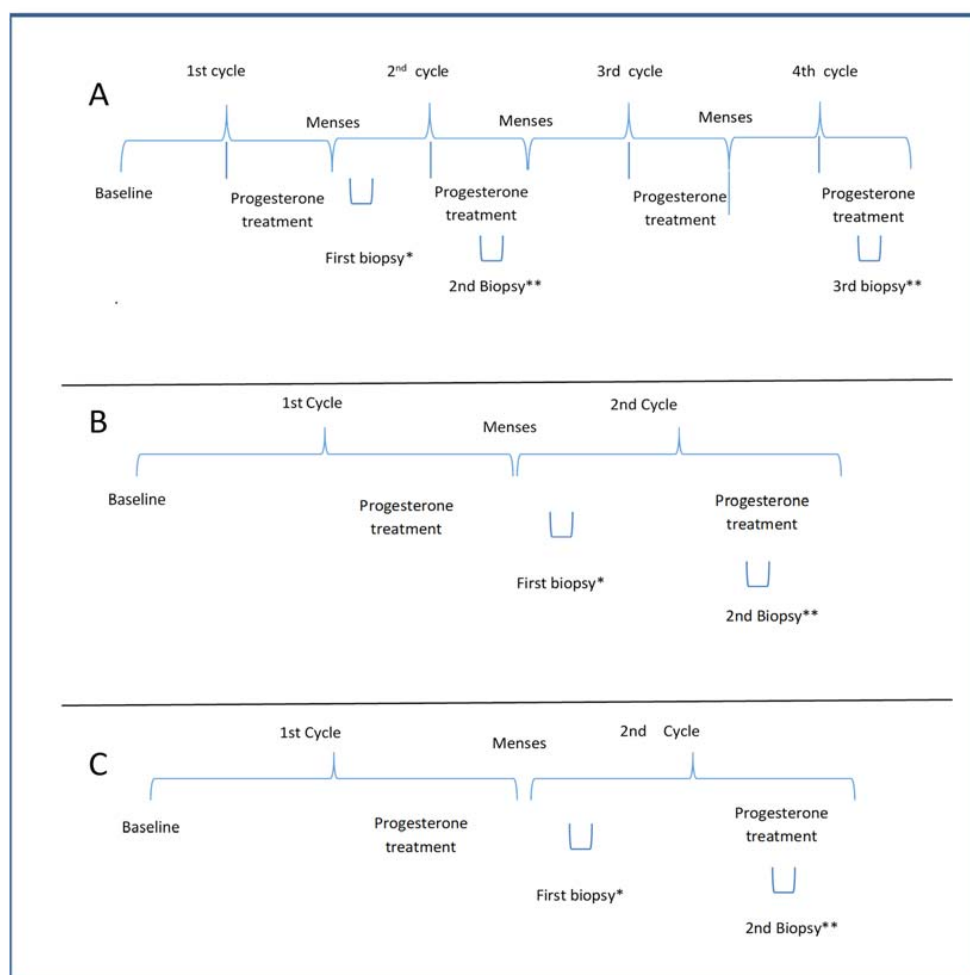 1st cycle
2nd cycle
3rd cycle
4th cycle
A
Menses
Menses
Menses
Baseline
Progesterone
treatment
Progesterone
treatment
Progesterone
treatment
Progesterone
treatment
First biopsy*
2nd Biopsy**
3rd biopsy**
.
1st Cycle
2nd Cycle
B
Menses
Baseline
Progesterone
treatment
Progesterone
treatment
First biopsy*
2nd Biopsy**
1st Cycle
2nd Cycle
C
Menses
Baseline
Progesterone
treatment
Progesterone
treatment
First biopsy*
2nd Biopsy**